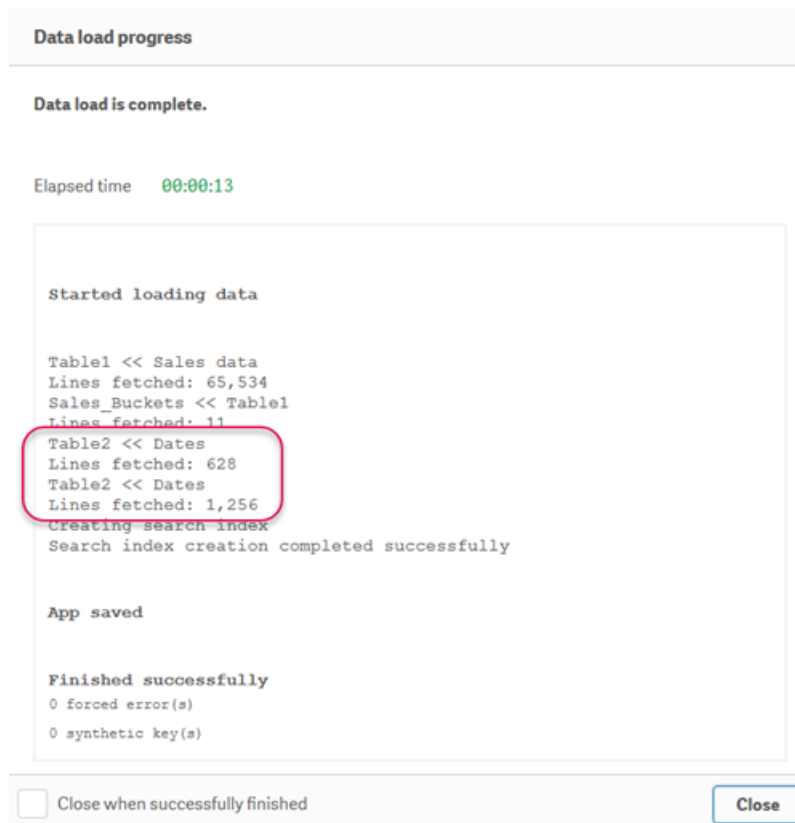 Data load progress
Data load is complete.
Elapsed time 00:00:13
Started loading data
Table1 << Sales data
Lines fetched: 65,534
Sales_Buckets << Table1
Lines fetched: 11
Table2 << Dates
Lines fetched: 628
Table2 << Dates
Lines fetched: 1,256
Creating search index
Search index creation completed successfully
App saved
Finished successfully
0 forced error(s)
0 synthetic key(s)
Close when successfully finished
Close